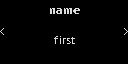 name
< first >